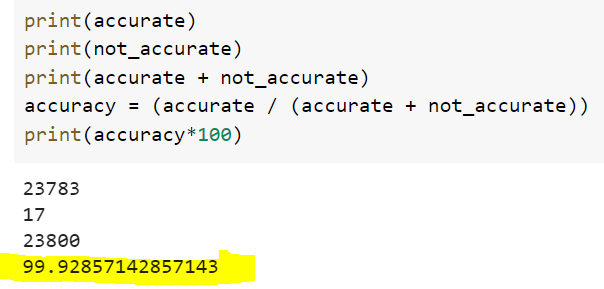 print(accurate)
print(not_accurate)
print(accurate + not_accurate)
accuracy = (accurate / (accurate + not_accurate))
print(accuracy*100)
23783
17
23800
99.92857142857143